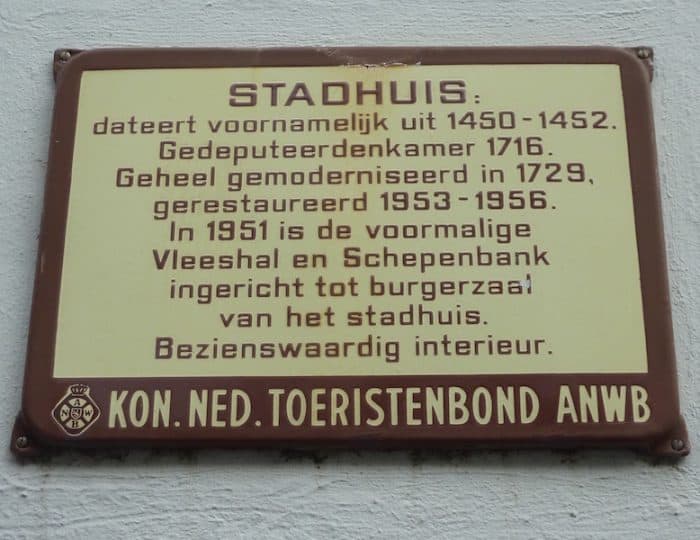 STADHUIS:
dateert voornamelijk uit 1450-1452.
Gedeputeerdenkamer 1716.
Geheel gemoderniseerd in 1729,
gerestaureerd 1953-1956.
In 1951 is de voormalige
Vleeshal en Schepenbank
ingericht tot burgerzaal
van het stadhuis.
Bezienswaardig interieur.
ANWB KON. NED. TOERISTENBOND ANWB